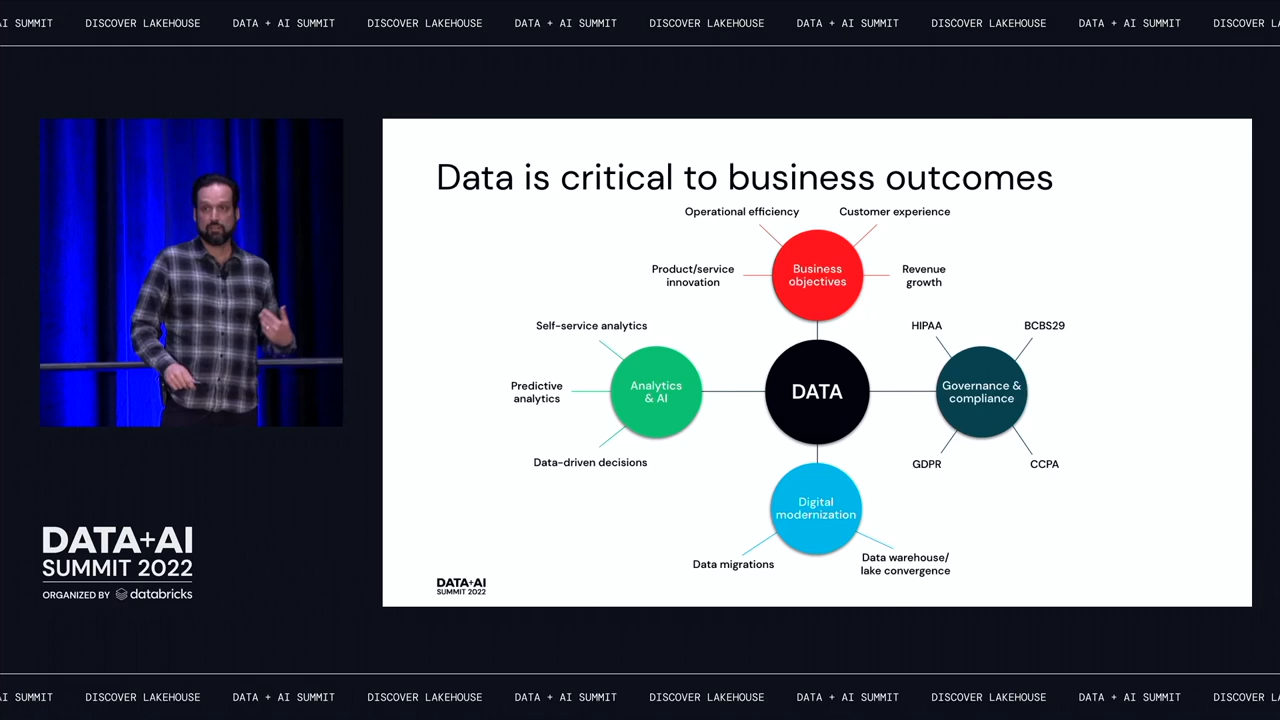 AI SUMMIT DISCOVER LAKEHOUSE DATA + AI SUMMIT DISCOVER LAKEHOUSE DATA + AI SUMMIT DISCOVER LAKEHOUSE DATA + AI SUMMIT DISCOVER LAKEHOUSE DATA + AI SUMMIT DISCOVER LA
Data is critical to business outcomes
Operational efficiency
Customer experience
Product/service
innovation
Business
objectives
Revenue
growth
Self-service analytics
Predictive
analytics
Data-driven decisions
Analytics
& AI
DATA
HIPAA
BCBS29
Governance &
compliance
GDPR
CCPA
Digital
modernization
Data migrations
Data warehouse/
lake convergence
DATA+AI
SUMMIT 2022
DATA+AI
SUMMIT 2022
ORGANIZED BY databricks
AI SUMMIT DISCOVER LAKEHOUSE DATA + AI SUMMIT DISCOVER LAKEHOUSE DATA + AI SUMMIT DISCOVER LAKEHOUSE DATA + AI SUMMIT DISCOVER LAKEHOUSE DATA + AI SUMMIT DISCOVER LA